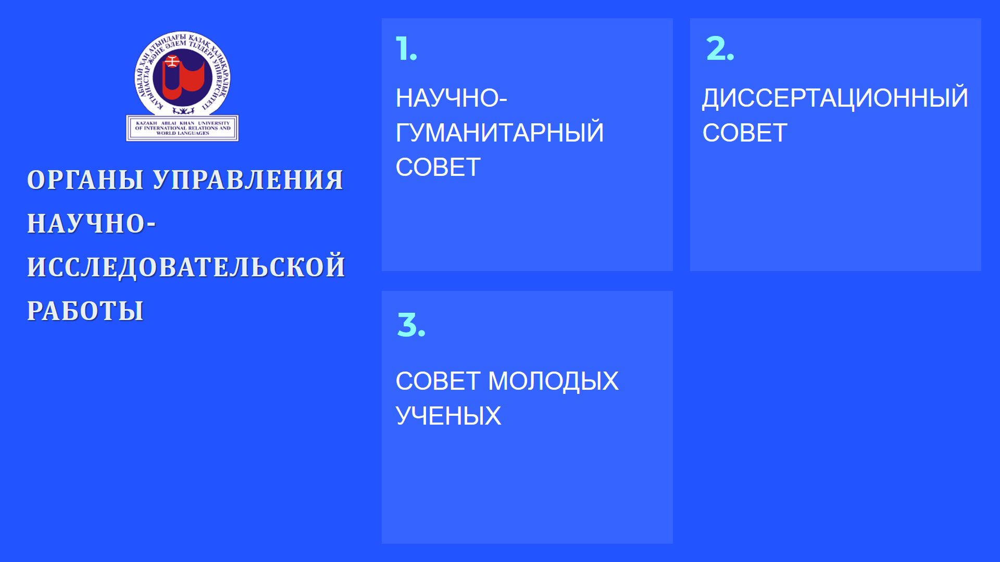 АБЫЛАЙ ХАН АТЫНДАҒЫ ҚАЗАҚ ХАЛЫҚАРАЛЫҚ
ҚАТЫНАСТАР ЖӘНЕ ӘЛЕМ ТІЛДЕРІ УНИВЕРСИТЕТІ
KAZAKH ABLAI KHAN UNIVERSITY
OF INTERNATIONAL RELATIONS AND
WORLD LANGUAGES
ОРГАНЫ УПРАВЛЕНИЯ
НАУЧНО-
ИССЛЕДОВАТЕЛЬСКОЙ
РАБОТЫ
1.
НАУЧНО-
ГУМАНИТАРНЫЙ
СОВЕТ
2.
ДИССЕРТАЦИОННЫЙ
СОВЕТ
3.
СОВЕТ МОЛОДЫХ
УЧЕНЫХ